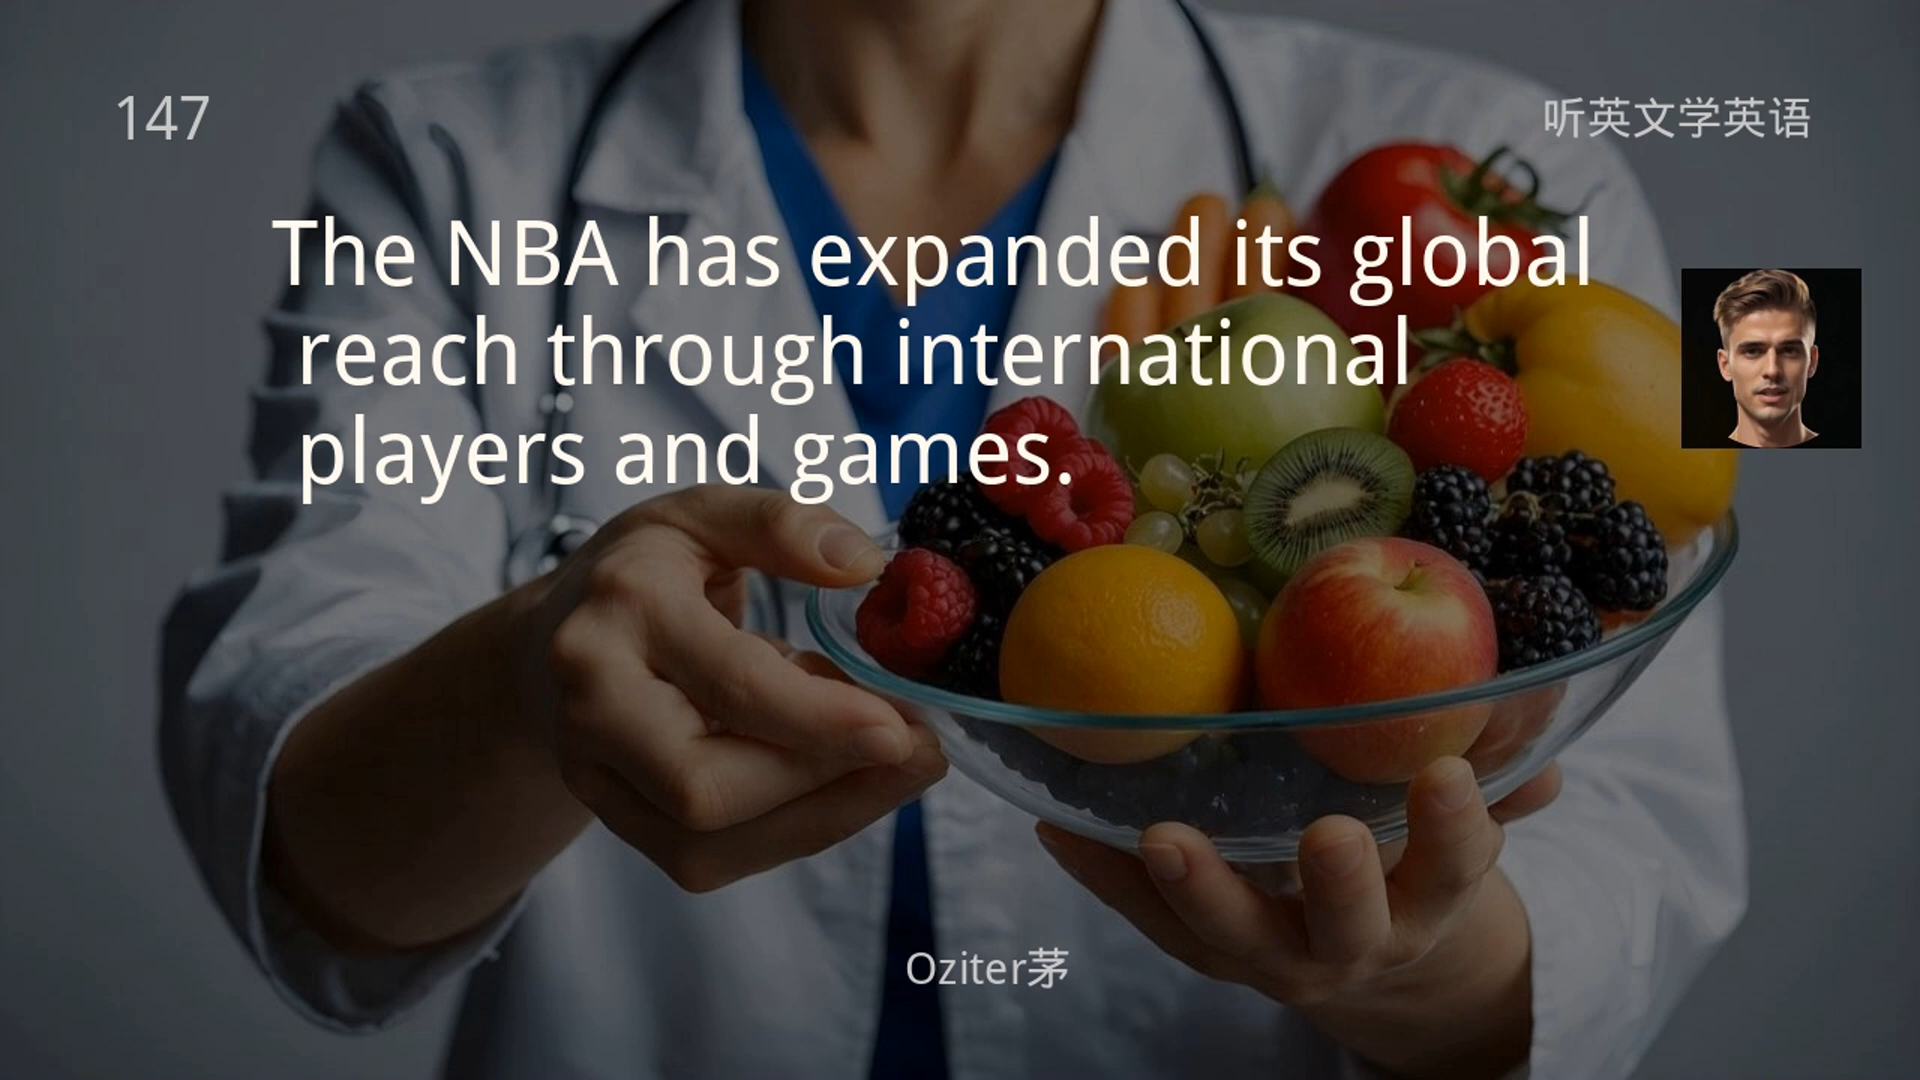 147
听英文学英语
The NBA has expanded its global
reach through international
players and games.
Oziter茅